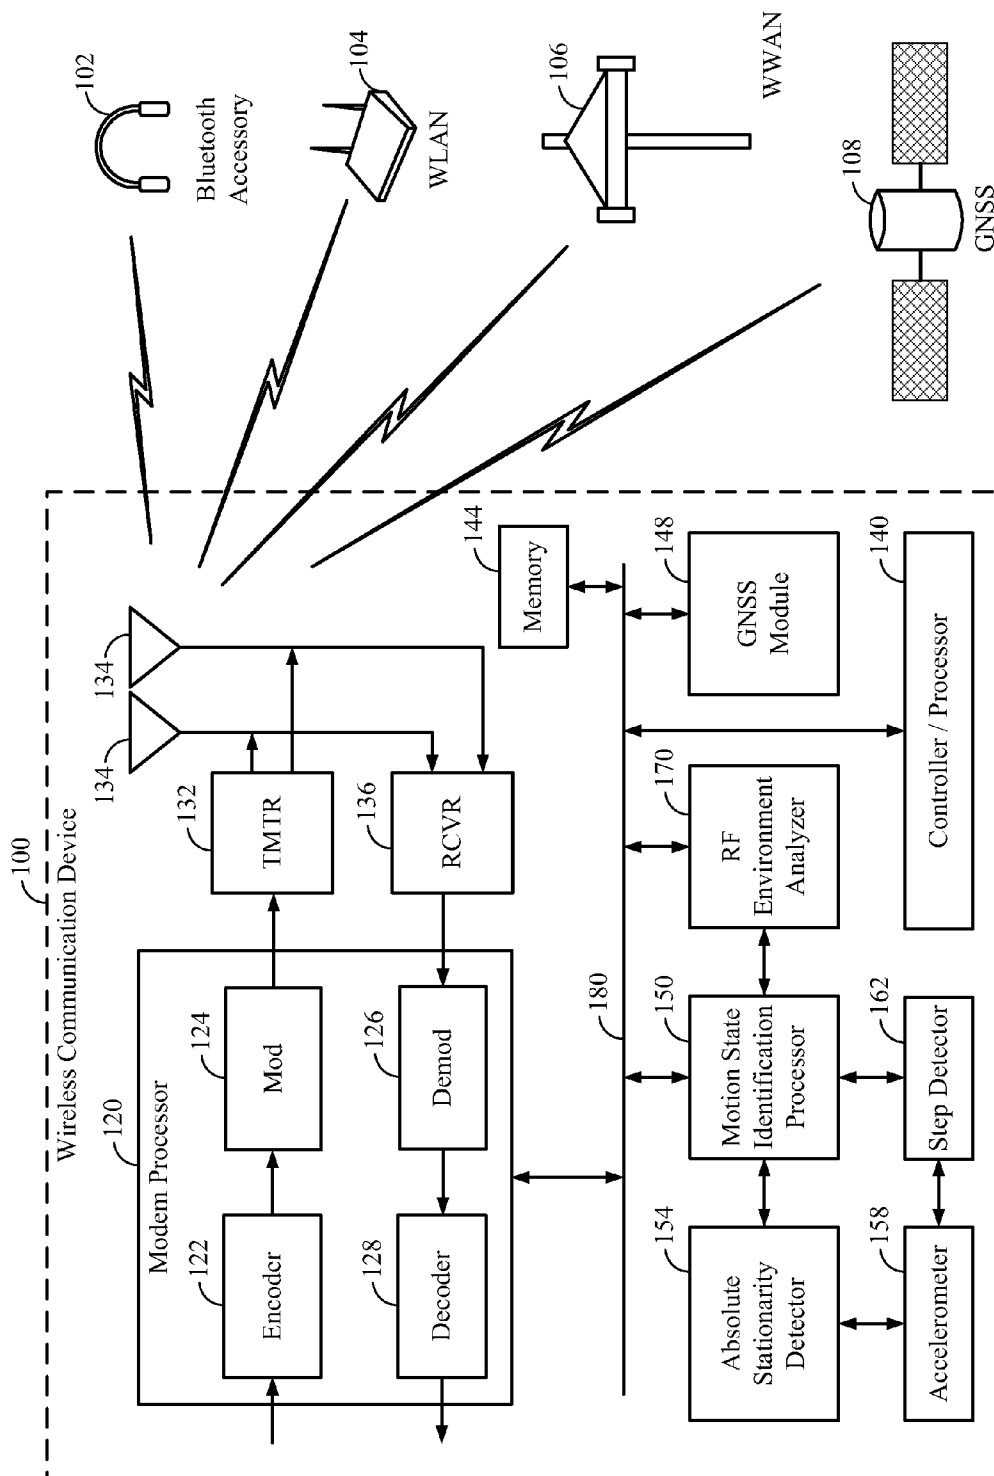 100
Wireless Communication Device
120
Modem Processor
122
Encoder
124
Mod
132
TMTR
134
134
128
Decoder
126
Demod
136
RCVR
102
Bluetooth
Accessory
104
WLAN
106
WWAN
108
GNSS
144
Memory
180
154
Absolute
Stationarity
Detector
150
Motion State
Identification
Processor
170
RF
Environment
Analyzer
148
GNSS
Module
158
Accelerometer
162
Step Detector
140
Controller / Processor